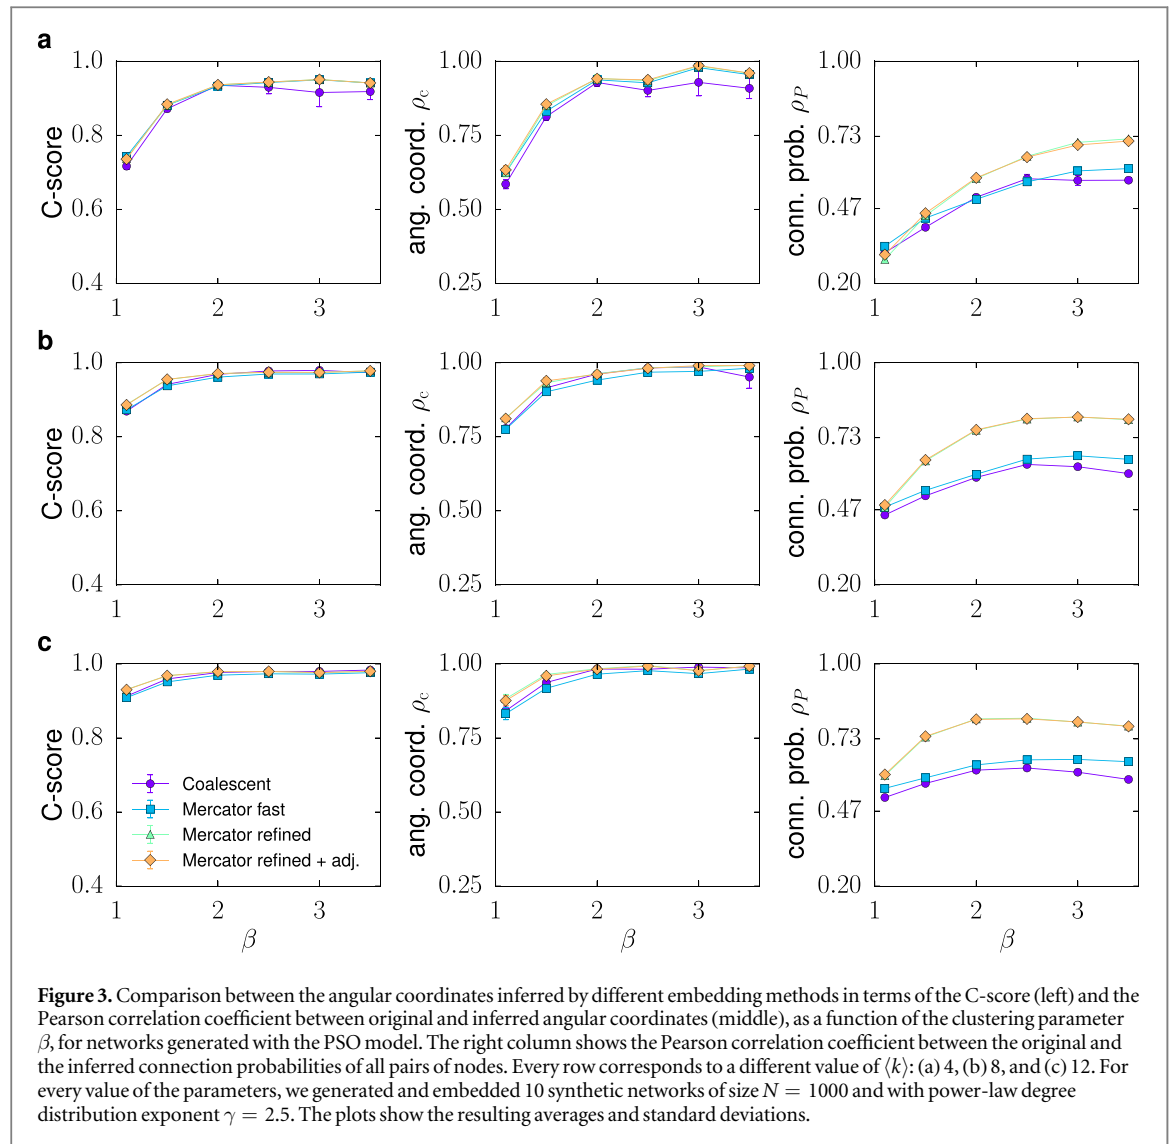 a
1.0
0.8
0.6
0.4
C-score
1
2
3
1.00
0.75
0.50
0.25
ang. coord. ρc
1
2
3
1.00
0.73
0.47
0.20
conn. prob. ρP
1
2
3
b
1.0
0.8
0.6
0.4
C-score
1
2
3
1.00
0.75
0.50
0.25
ang. coord. ρc
1
2
3
1.00
0.73
0.47
0.20
conn. prob. ρP
1
2
3
c
1.0
0.8
0.6
0.4
C-score
Coalescent
Mercator fast
Mercator refined
Mercator refined + adj.
1
2
3
β
1.00
0.75
0.50
0.25
ang. coord. ρc
1
2
3
β
1.00
0.73
0.47
0.20
conn. prob. ρP
1
2
3
β
Figure 3. Comparison between the angular coordinates inferred by different embedding methods in terms of the C-score (left) and the
Pearson correlation coefficient between original and inferred angular coordinates (middle), as a function of the clustering parameter
β, for networks generated with the PSO model. The right column shows the Pearson correlation coefficient between the original and
the inferred connection probabilities of all pairs of nodes. Every row corresponds to a different value of ⟨k⟩: (a) 4, (b) 8, and (c) 12. For
every value of the parameters, we generated and embedded 10 synthetic networks of size N = 1000 and with power-law degree
distribution exponent γ = 2.5. The plots show the resulting averages and standard deviations.